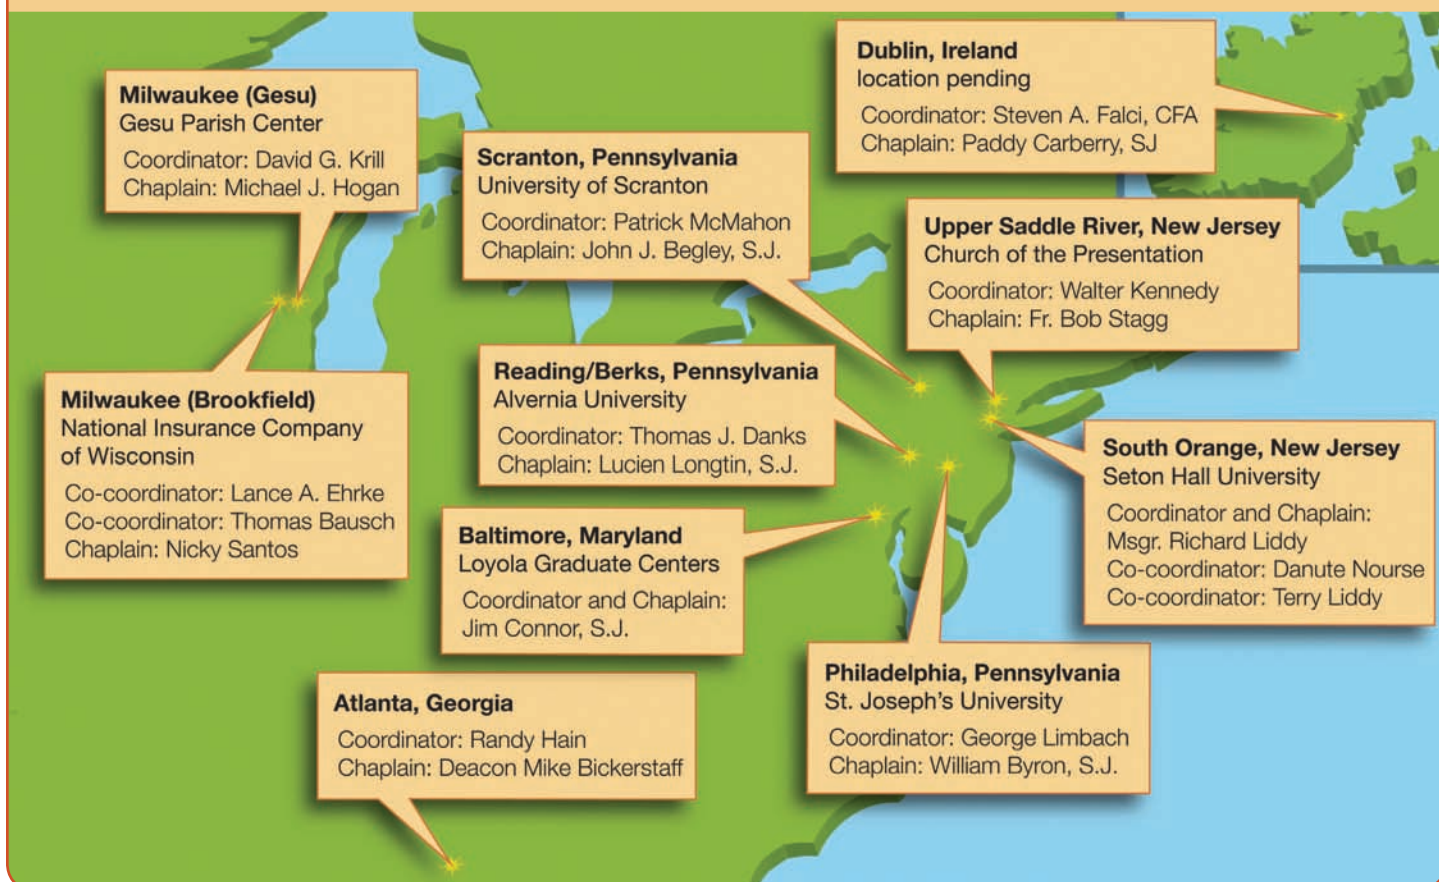 Milwaukee (Gesu)
Gesu Parish Center
Coordinator: David G. Krill
Chaplain: Michael J. Hogan
Dublin, Ireland
location pending
Coordinator: Steven A. Falci, CFA
Chaplain: Paddy Carberry, SJ
Scranton, Pennsylvania
University of Scranton
Coordinator: Patrick McMahon
Chaplain: John J. Begley, S.J.
Upper Saddle River, New Jersey
Church of the Presentation
Coordinator: Walter Kennedy
Chaplain: Fr. Bob Stagg
Milwaukee (Brookfield)
National Insurance Company
of Wisconsin
Co-coordinator: Lance A. Ehrke
Co-coordinator: Thomas Bausch
Chaplain: Nicky Santos
Reading/Berks, Pennsylvania
Alvernia University
Coordinator: Thomas J. Danks
Chaplain: Lucien Longtin, S.J.
South Orange, New Jersey
Seton Hall University
Coordinator and Chaplain:
Msgr. Richard Liddy
Co-coordinator: Danute Nourse
Co-coordinator: Terry Liddy
Baltimore, Maryland
Loyola Graduate Centers
Coordinator and Chaplain:
Jim Connor, S.J.
Philadelphia, Pennsylvania
St. Joseph’s University
Coordinator: George Limbach
Chaplain: William Byron, S.J.
Atlanta, Georgia
Coordinator: Randy Hain
Chaplain: Deacon Mike Bickerstaff